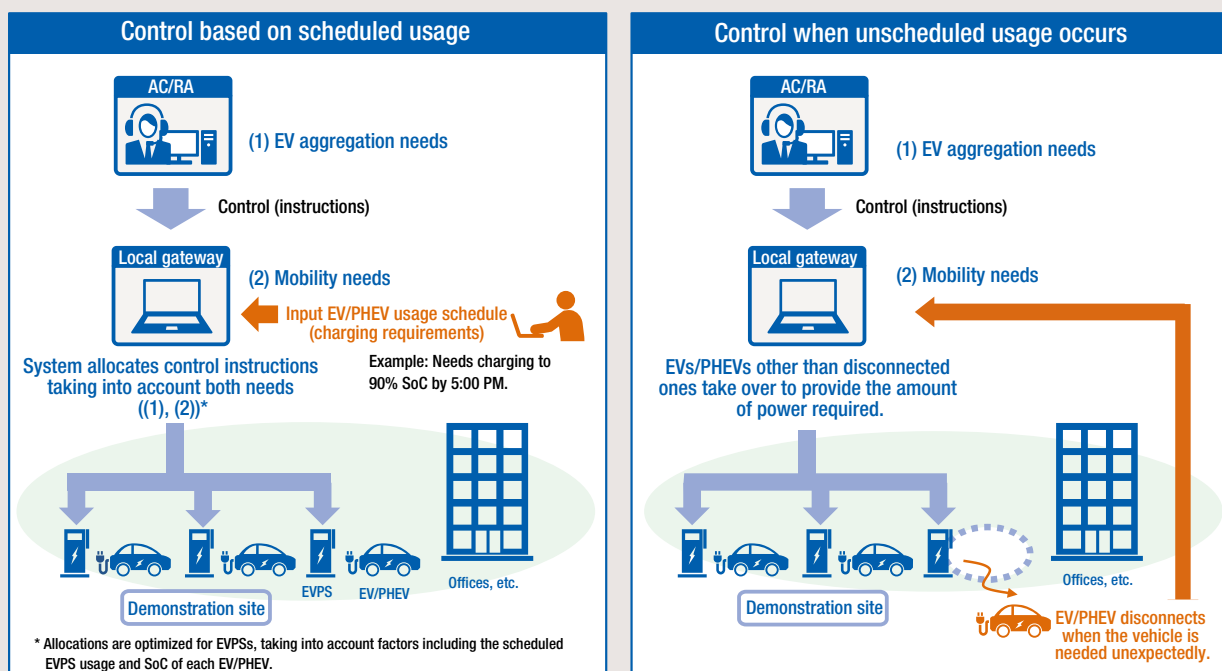 Control based on scheduled usage
AC/RA
(1) EV aggregation needs
Control (instructions)
Local gateway
(2) Mobility needs
Input EV/PHEV usage schedule
(charging requirements)
Example: Needs charging to
90% SoC by 5:00 PM.
System allocates control instructions
taking into account both needs
((1), (2))*
EVPS
EV/PHEV
Offices, etc.
Demonstration site
* Allocations are optimized for EVPSs, taking into account factors including the scheduled
EVPS usage and SoC of each EV/PHEV.
Control when unscheduled usage occurs
AC/RA
(1) EV aggregation needs
Control (instructions)
Local gateway
(2) Mobility needs
EVs/PHEVs other than disconnected
ones take over to provide the amount
of power required.
Offices, etc.
Demonstration site
EV/PHEV disconnects
when the vehicle is
needed unexpectedly.